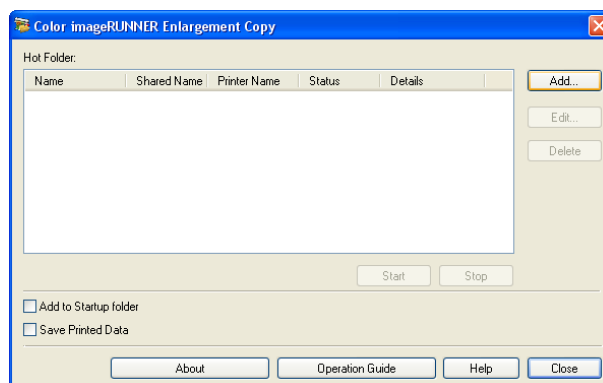 Color imageRUNNER Enlargement Copy
Hot Folder:
Name Shared Name Printer Name Status Details
Add...
Edit...
Delete
Start Stop
Add to Startup folder
Save Printed Data
About Operation Guide Help Close